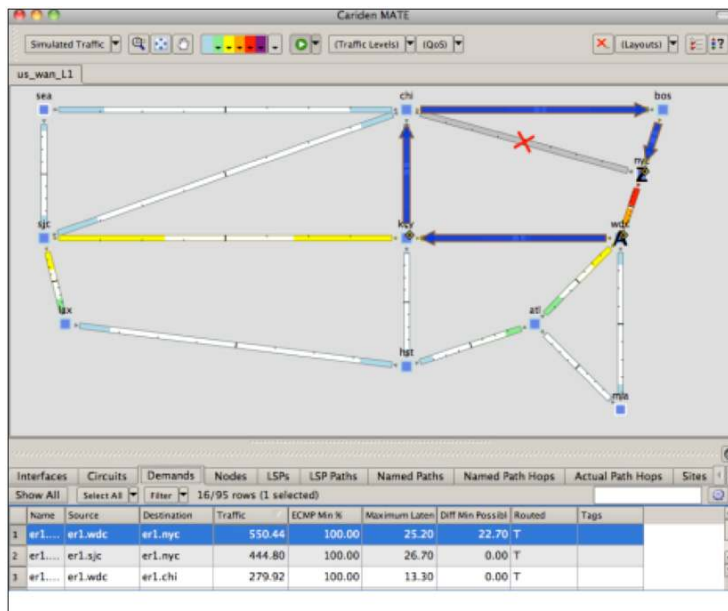 Cariden MATE
Simulated Traffic (Traffic Levels) (QoS) (Layouts)
us_wan_L1
sea chi bos
nyc
Z
sjc kcy wdc
A
lax atl
hst
mia
Interfaces Circuits Demands Nodes LSPs LSP Paths Named Paths Named Path Hops Actual Path Hops Sites
Show All Select All Filter 16/95 rows (1 selected)
Name Source Destination Traffic ECMP Min % Maximum Laten Diff Min Possibl Routed Tags
1 er1.... er1.wdc er1.nyc 550.44 100.00 25.20 22.70 T
2 er1.... er1.sjc er1.nyc 444.80 100.00 26.70 0.00 T
3 er1.... er1.wdc er1.chi 279.92 100.00 13.30 0.00 T